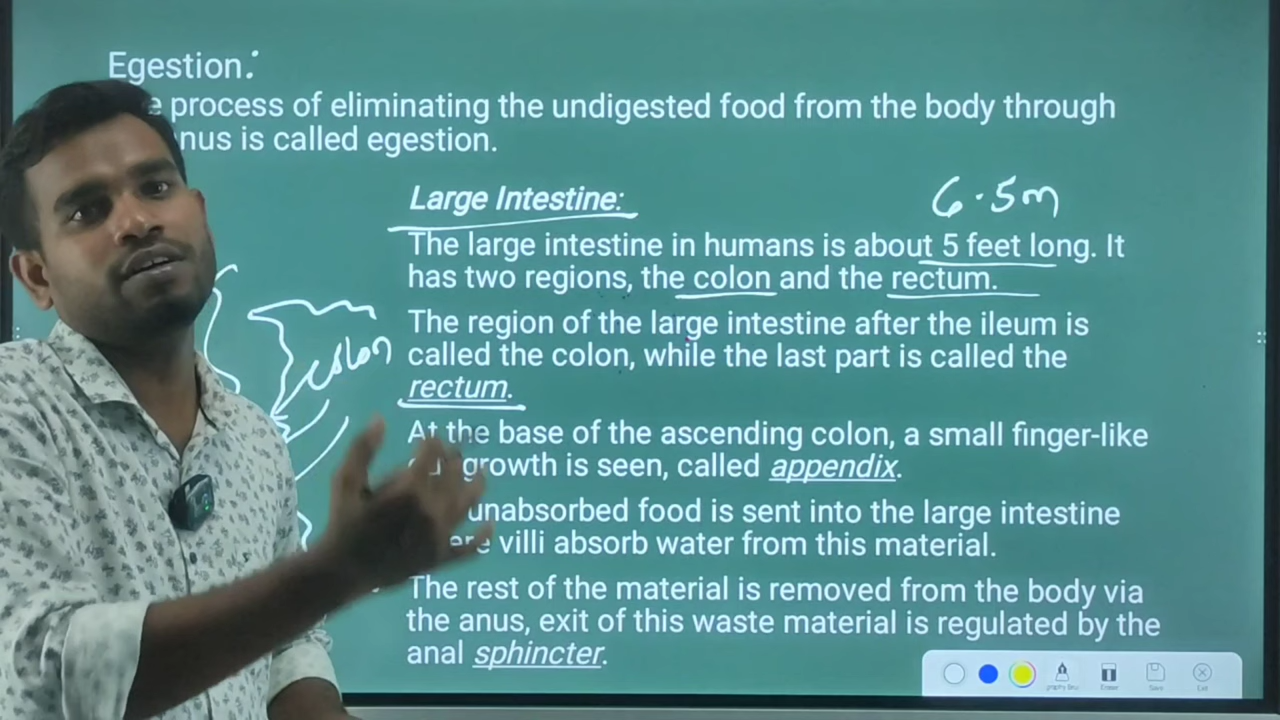 Egestion:
process of eliminating the undigested food from the body through
is called egestion.
Large Intestine:
6.5m
The large intestine in humans is about 5 feet long. It
has two regions, the colon and the rectum.
The region of the large intestine after the ileum is
called the colon, while the last part is called the
rectum.
colon
At the base of the ascending colon, a small finger-like
growth is seen, called appendix.
unabsorbed food is sent into the large intestine
villi absorb water from this material.
The rest of the material is removed from the body via
the anus, exit of this waste material is regulated by the
anal sphincter.
Eraser Save Exit